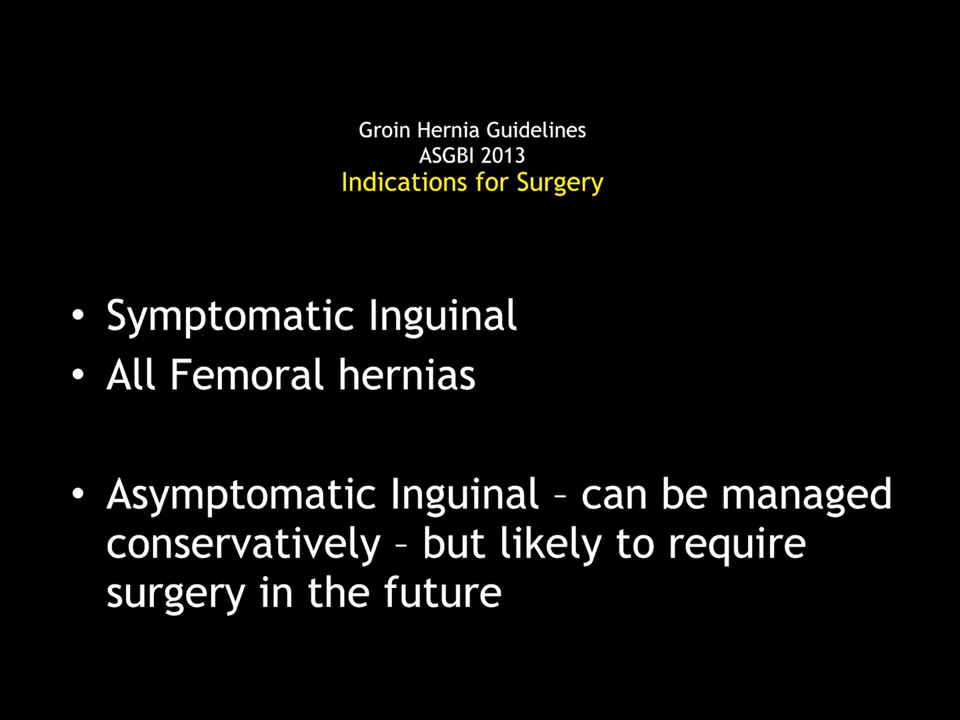 Groin Hernia Guidelines
ASGBI 2013
Indications for Surgery
• Symptomatic Inguinal
• All Femoral hernias
• Asymptomatic Inguinal – can be managed
conservatively – but likely to require
surgery in the future